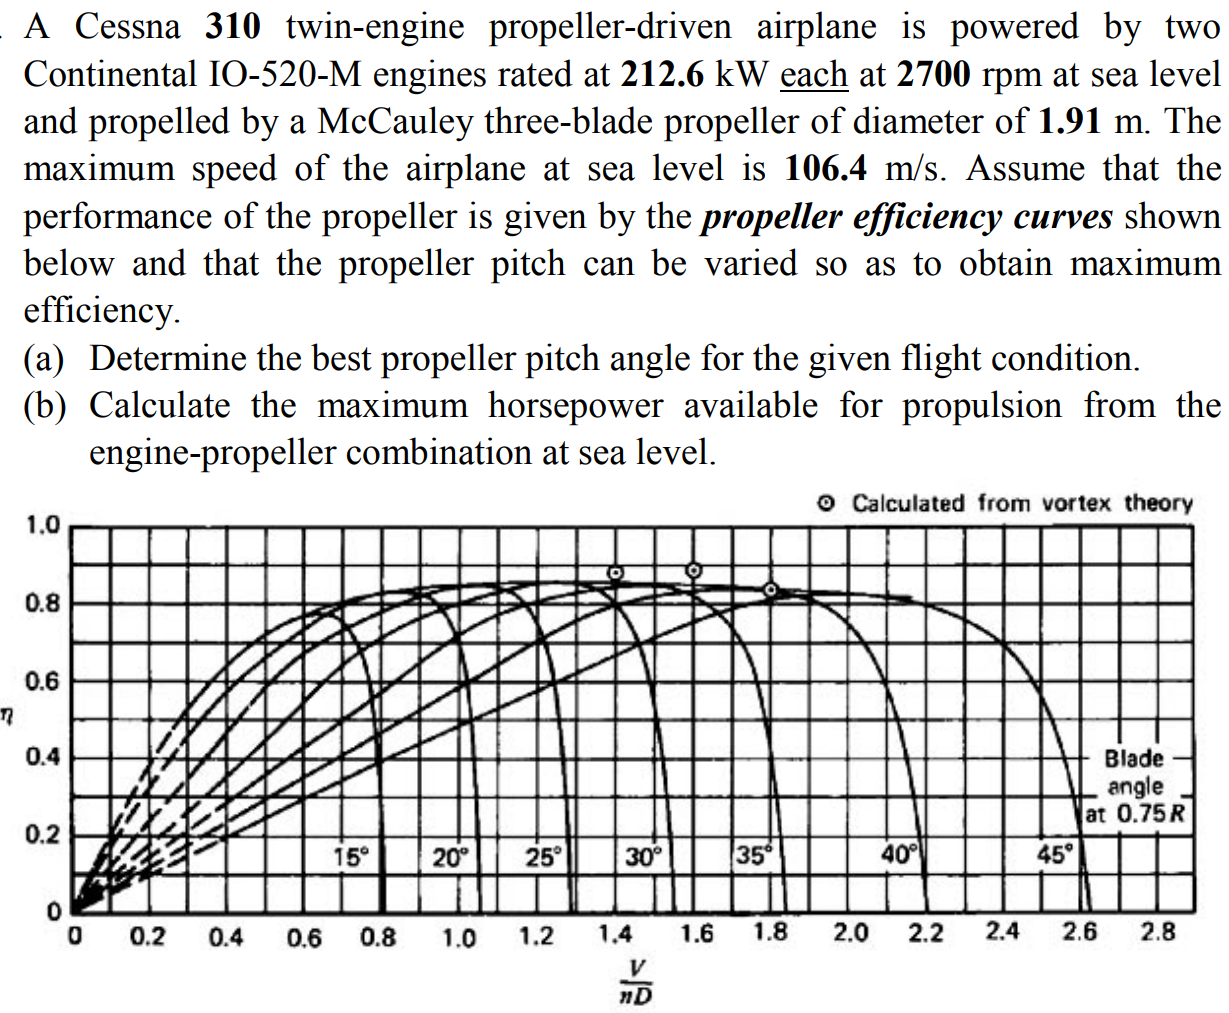 A Cessna 310 twin-engine propeller-driven airplane is powered by two
Continental IO-520-M engines rated at 212.6 kW each at 2700 rpm at sea level
and propelled by a McCauley three-blade propeller of diameter of 1.91 m. The
maximum speed of the airplane at sea level is 106.4 m/s. Assume that the
performance of the propeller is given by the propeller efficiency curves shown
below and that the propeller pitch can be varied so as to obtain maximum
efficiency.
(a) Determine the best propeller pitch angle for the given flight condition.
(b) Calculate the maximum horsepower available for propulsion from the
engine-propeller combination at sea level.
Calculated from vortex theory
1.0
0.8
0.6
η
0.4
Blade
angle
at 0.75R
0.2
15° 20° 25° 30° 35° 40° 45°
0
0 0.2 0.4 0.6 0.8 1.0 1.2 1.4 1.6 1.8 2.0 2.2 2.4 2.6 2.8
V
nD